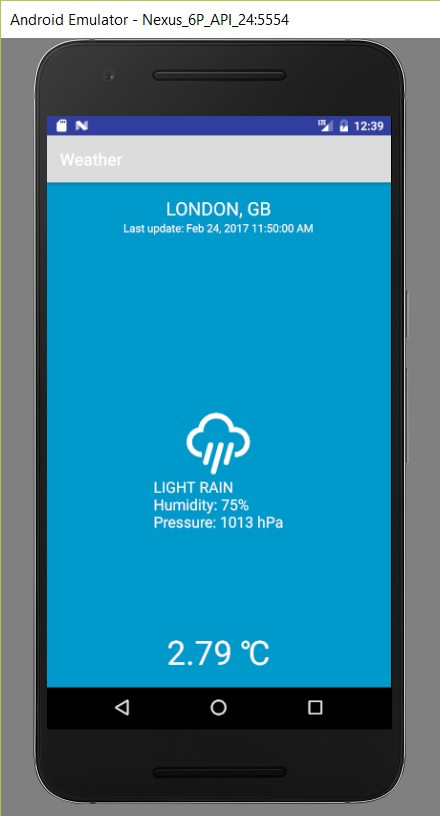 Android Emulator - Nexus_6P_API_24:5554
LTE 12:39
Weather
LONDON, GB
Last update: Feb 24, 2017 11:50:00 AM
LIGHT RAIN
Humidity: 75%
Pressure: 1013 hPa
2.79 ℃